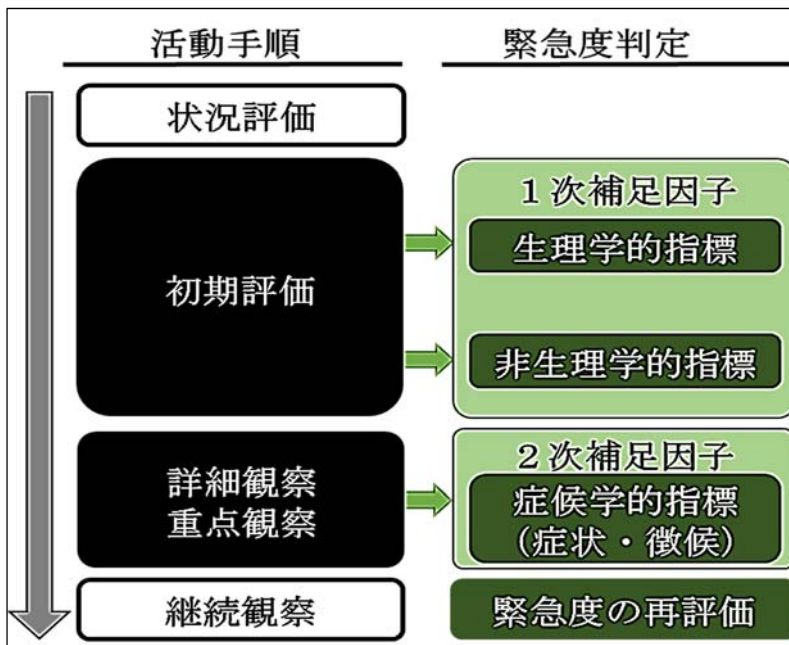 活動手順
緊急度判定
状況評価
初期評価
1次補足因子
生理学的指標
非生理学的指標
詳細観察
重点観察
2次補足因子
症候学的指標
(症状・徴候)
継続観察
緊急度の再評価